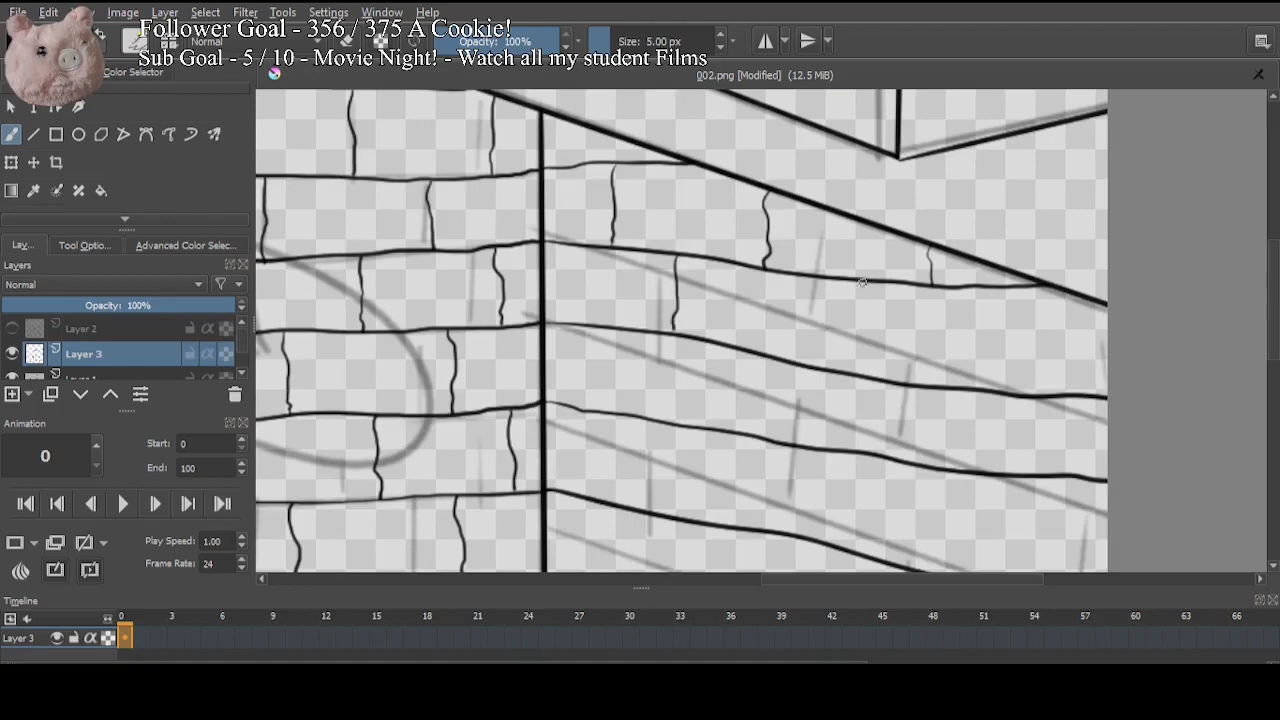 File Edit Image Layer Select Filter Tools Settings Window Help
Follower Goal - 356 / 375 A Cookie!
Normal Opacity: 100% Size: 5.00 px
Sub Goal - 5 / 10 - Movie Night! - Watch all my student Films
Color Selector
002.png [Modified] (12.5 MiB)
Lay... Tool Optio... Advanced Color Selec...
Layers
Normal
Opacity: 100%
Layer 2
Layer 3
Animation
0
Start: 0
End: 100
Play Speed: 1.00
Frame Rate: 24
Timeline
0 3 6 9 12 15 18 21 24 27 30 33 36 39 42 45 48 51 54 57 60 63 66
Layer 3